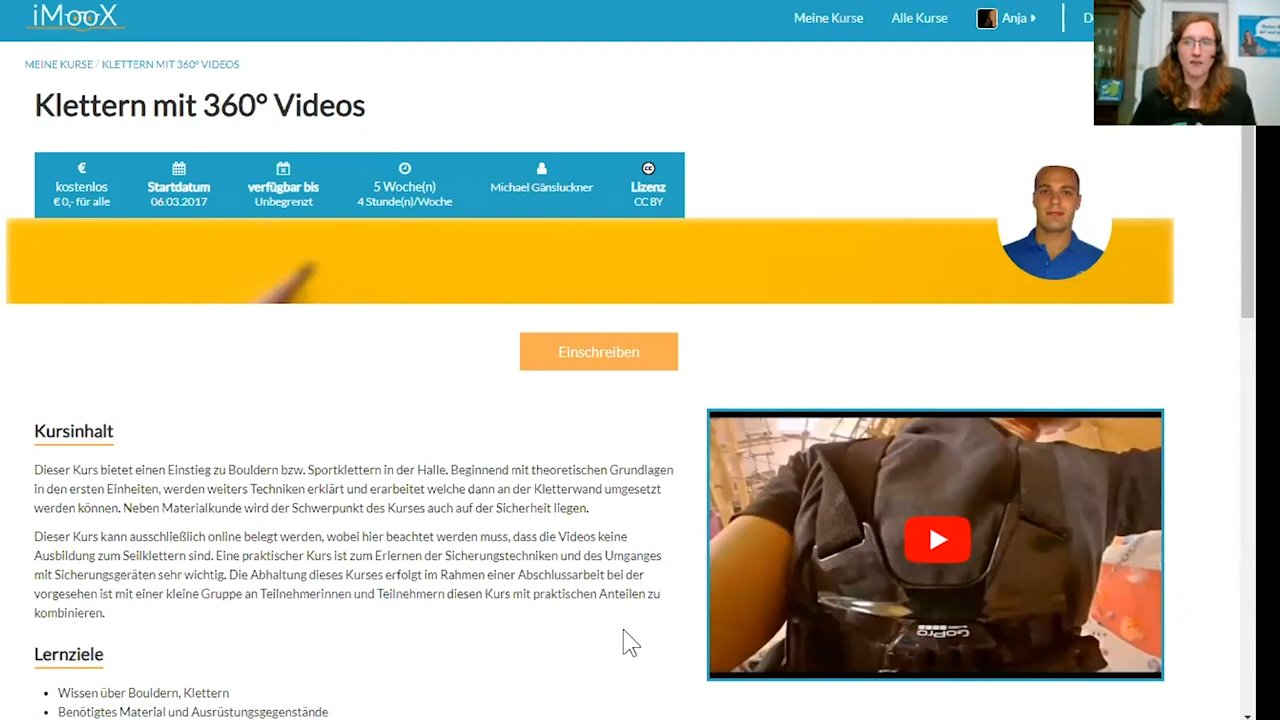 iMooX
Meine Kurse
Alle Kurse
Anja
MEINE KURSE / KLETTERN MIT 360° VIDEOS
Klettern mit 360° Videos
€
kostenlos
€ 0,- für alle
Startdatum
06.03.2017
verfügbar bis
Unbegrenzt
5 Woche(n)
4 Stunde(n)/Woche
Michael Gänsluckner
cc
Lizenz
CC BY
Einschreiben
Kursinhalt
Dieser Kurs bietet einen Einstieg zu Bouldern bzw. Sportklettern in der Halle. Beginnend mit theoretischen Grundlagen
in den ersten Einheiten, werden weiters Techniken erklärt und erarbeitet welche dann an der Kletterwand umgesetzt
werden können. Neben Materialkunde wird der Schwerpunkt des Kurses auch auf der Sicherheit liegen.
Dieser Kurs kann ausschließlich online belegt werden, wobei hier beachtet werden muss, dass die Videos keine
Ausbildung zum Seilklettern sind. Eine praktischer Kurs ist zum Erlernen der Sicherungstechniken und des Umganges
mit Sicherungsgeräten sehr wichtig. Die Abhaltung dieses Kurses erfolgt im Rahmen einer Abschlussarbeit bei der
vorgesehen ist mit einer kleine Gruppe an Teilnehmerinnen und Teilnehmern diesen Kurs mit praktischen Anteilen zu
kombinieren.
GoPro
Lernziele
• Wissen über Bouldern, Klettern
• Benötigtes Material und Ausrüstungsgegenstände